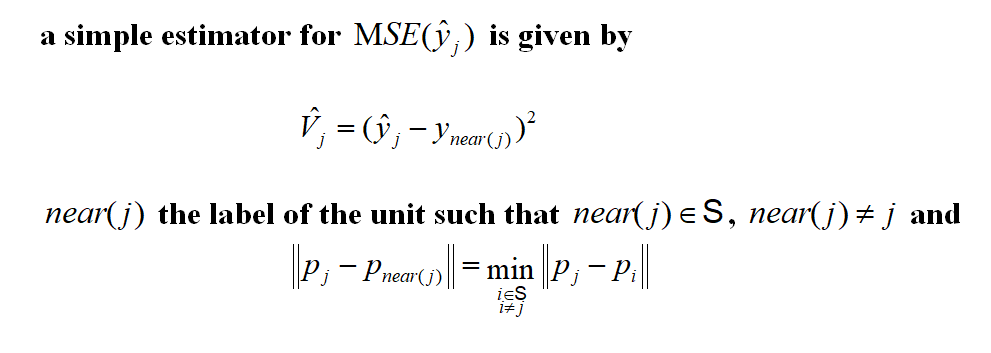 a simple estimator for MSE(ŷ_j) is given by
V̂_j = (ŷ_j − y_near(j))²
near(j) the label of the unit such that near(j) ∈ S, near(j) ≠ j and
‖p_j − p_near(j)‖ = min ‖p_j − p_i‖
i∈S
i≠j